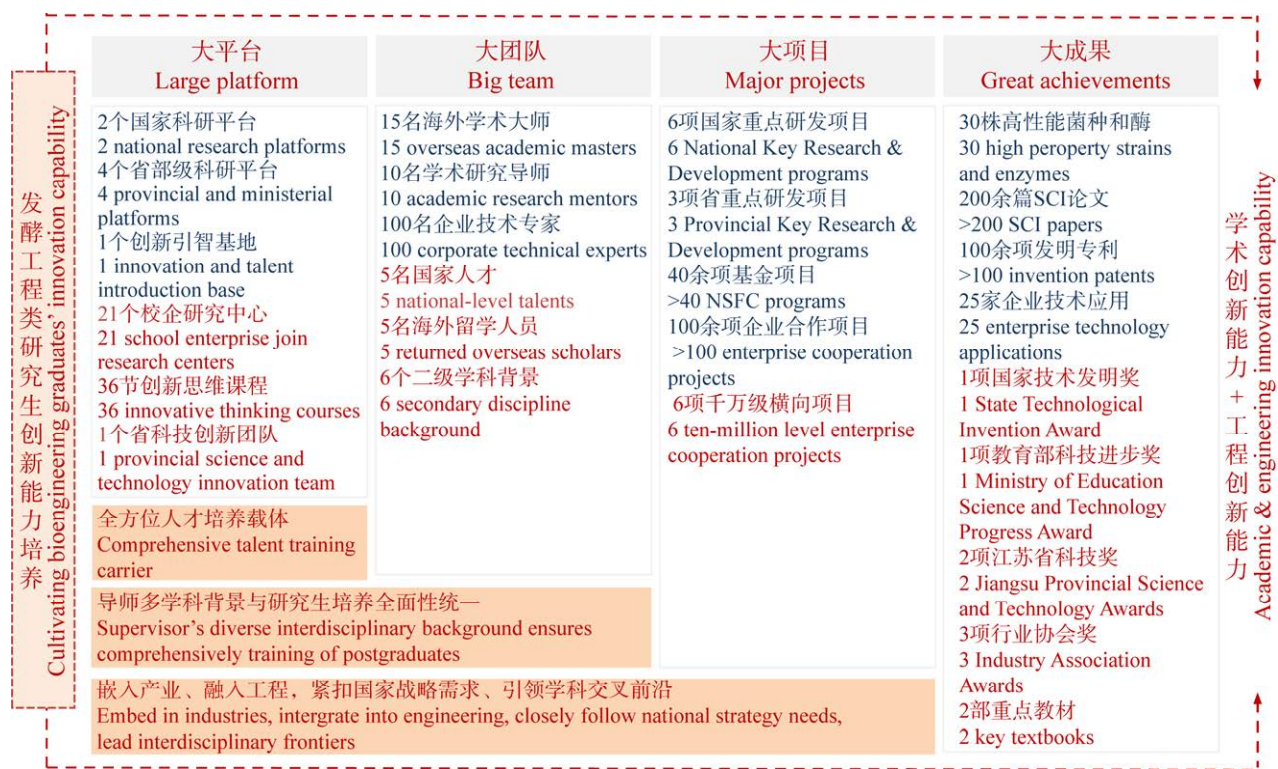 发酵工程类研究生创新能力培养
Cultivating bioengineering graduates' innovation capability
大平台
Large platform
2个国家科研平台
2 national research platforms
4个省部级科研平台
4 provincial and ministerial
platforms
1个创新引智基地
1 innovation and talent
introduction base
21个校企研究中心
21 school enterprise join
research centers
36节创新思维课程
36 innovative thinking courses
1个省科技创新团队
1 provincial science and
technology innovation team
全方位人才培养载体
Comprehensive talent training
carrier
大团队
Big team
15名海外学术大师
15 overseas academic masters
10名学术研究导师
10 academic research mentors
100名企业技术专家
100 corporate technical experts
5名国家人才
5 national-level talents
5名海外留学人员
5 returned overseas scholars
6个二级学科背景
6 secondary discipline
background
导师多学科背景与研究生培养全面性统一
Supervisor's diverse interdisciplinary background ensures
comprehensively training of postgraduates
大项目
Major projects
6项国家重点研发项目
6 National Key Research &
Development programs
3项省重点研发项目
3 Provincial Key Research &
Development programs
40余项基金项目
>40 NSFC programs
100余项企业合作项目
>100 enterprise cooperation
projects
6项千万级横向项目
6 ten-million level enterprise
cooperation projects
嵌入产业、融入工程，紧扣国家战略需求、引领学科交叉前沿
Embed in industries, intergrate into engineering, closely follow national strategy needs,
lead interdisciplinary frontiers
大成果
Great achievements
30株高性能菌种和酶
30 high peroperty strains
and enzymes
200余篇SCI论文
>200 SCI papers
100余项发明专利
>100 invention patents
25家企业技术应用
25 enterprise technology
applications
1项国家技术发明奖
1 State Technological
Invention Award
1项教育部科技进步奖
1 Ministry of Education
Science and Technology
Progress Award
2项江苏省科技奖
2 Jiangsu Provincial Science
and Technology Awards
3项行业协会奖
3 Industry Association
Awards
2部重点教材
2 key textbooks
学术创新能力+工程创新能力
Academic & engineering innovation capability